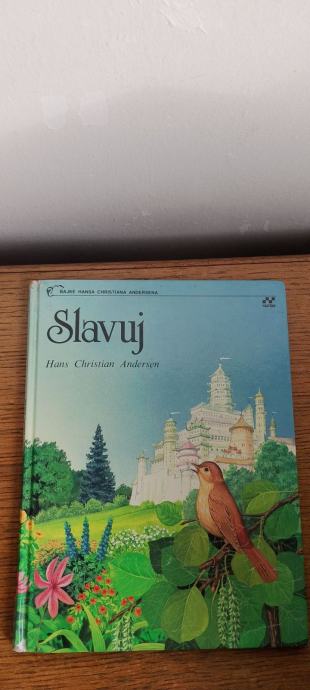 BAJKE HANSA CHRISTIANA ANDERSENA
Slavuj
Hans Christian Andersen